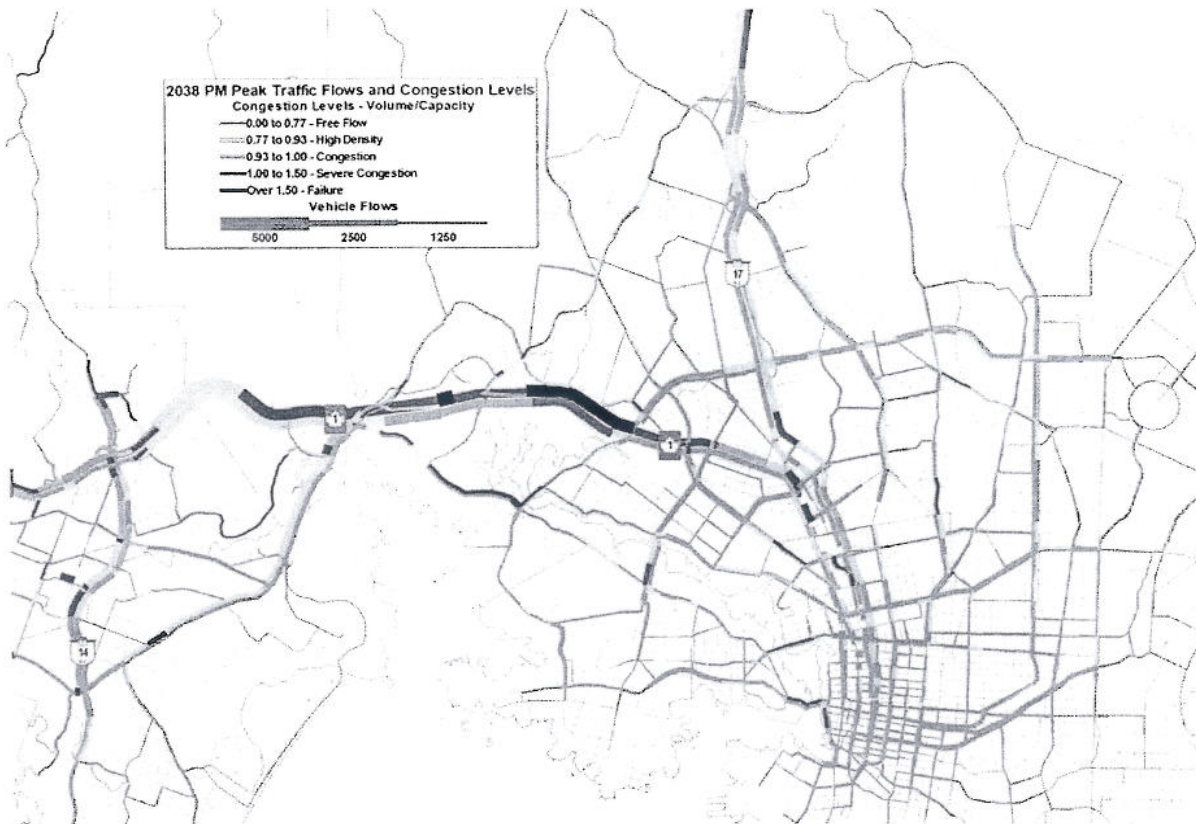 2038 PM Peak Traffic Flows and Congestion Levels
Congestion Levels - Volume/Capacity
0.00 to 0.77 - Free Flow
0.77 to 0.93 - High Density
0.93 to 1.00 - Congestion
1.00 to 1.50 - Severe Congestion
Over 1.50 - Failure
Vehicle Flows
5000 2500 1250
17
1
1
14